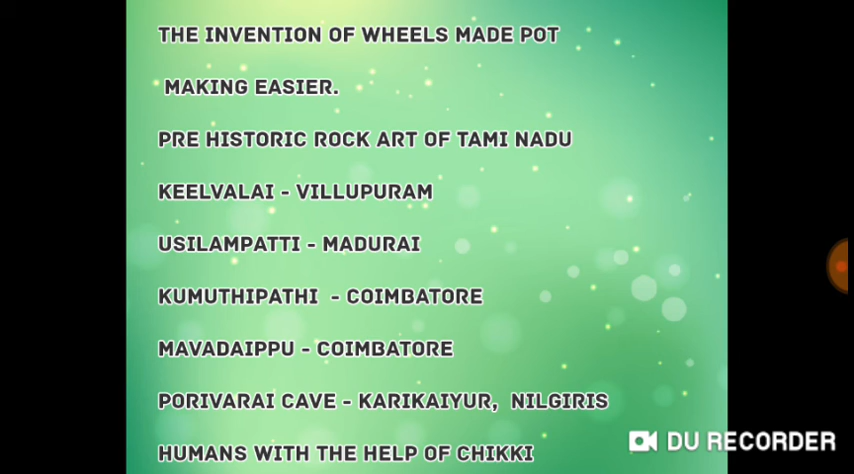 THE INVENTION OF WHEELS MADE POT
MAKING EASIER.
PRE HISTORIC ROCK ART OF TAMI NADU
KEELVALAI - VILLUPURAM
USILAMPATTI - MADURAI
KUMUTHIPATHI - COIMBATORE
MAVADAIPPU - COIMBATORE
PORIVARAI CAVE - KARIKAIYUR, NILGIRIS
HUMANS WITH THE HELP OF CHIKKI
DU RECORDER